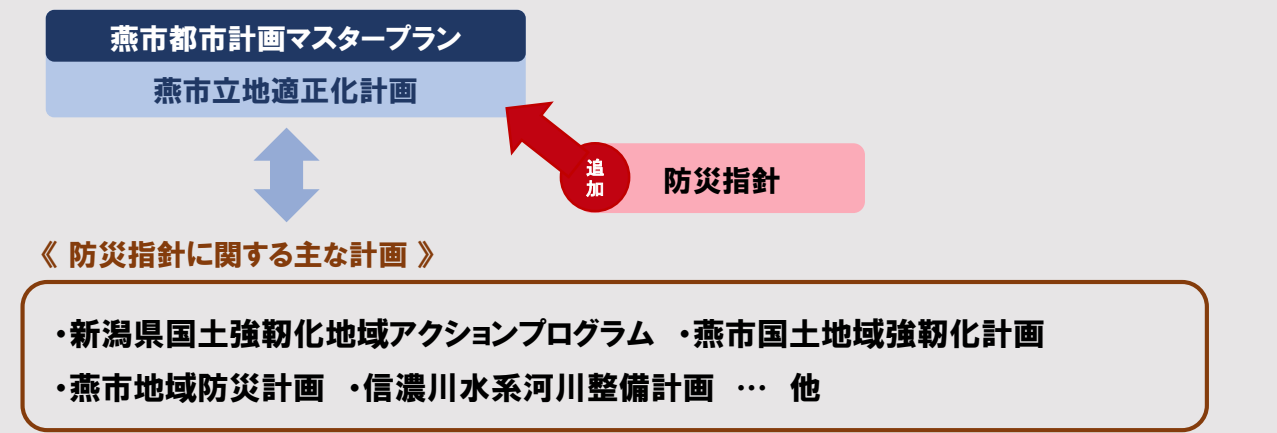 燕市都市計画マスタープラン
燕市立地適正化計画
追加
防災指針
《 防災指針に関する主な計画 》
・新潟県国土強靭化地域アクションプログラム ・燕市国土地域強靭化計画
・燕市地域防災計画 ・信濃川水系河川整備計画 … 他